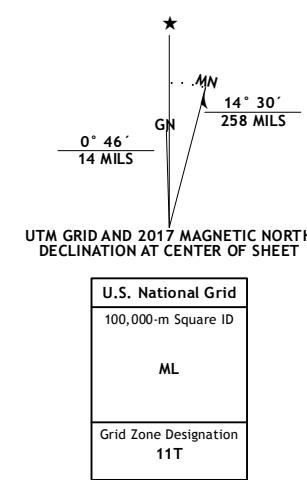 MN
GN
14° 30´
258 MILS
0° 46´
14 MILS
UTM GRID AND 2017 MAGNETIC NORTH
DECLINATION AT CENTER OF SHEET
U.S. National Grid
100,000-m Square ID
ML
Grid Zone Designation
11T